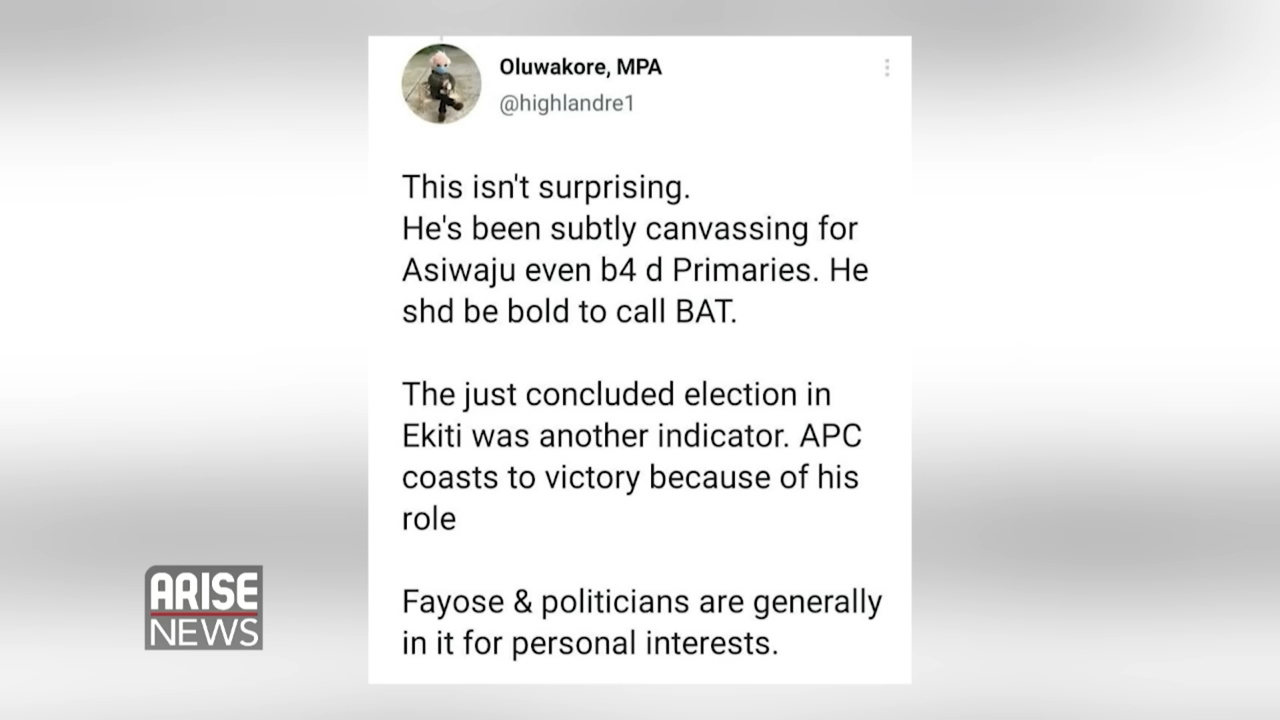 Oluwakore, MPA
@highlandre1
This isn't surprising.
He's been subtly canvassing for
Asiwaju even b4 d Primaries. He
shd be bold to call BAT.
The just concluded election in
Ekiti was another indicator. APC
coasts to victory because of his
role
Fayose & politicians are generally
in it for personal interests.
ARISE
NEWS